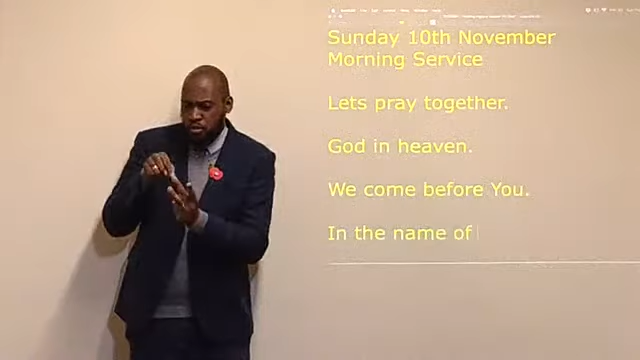 Sunday 10th November
Morning Service
Lets pray together.
God in heaven.
We come before You.
In the name of